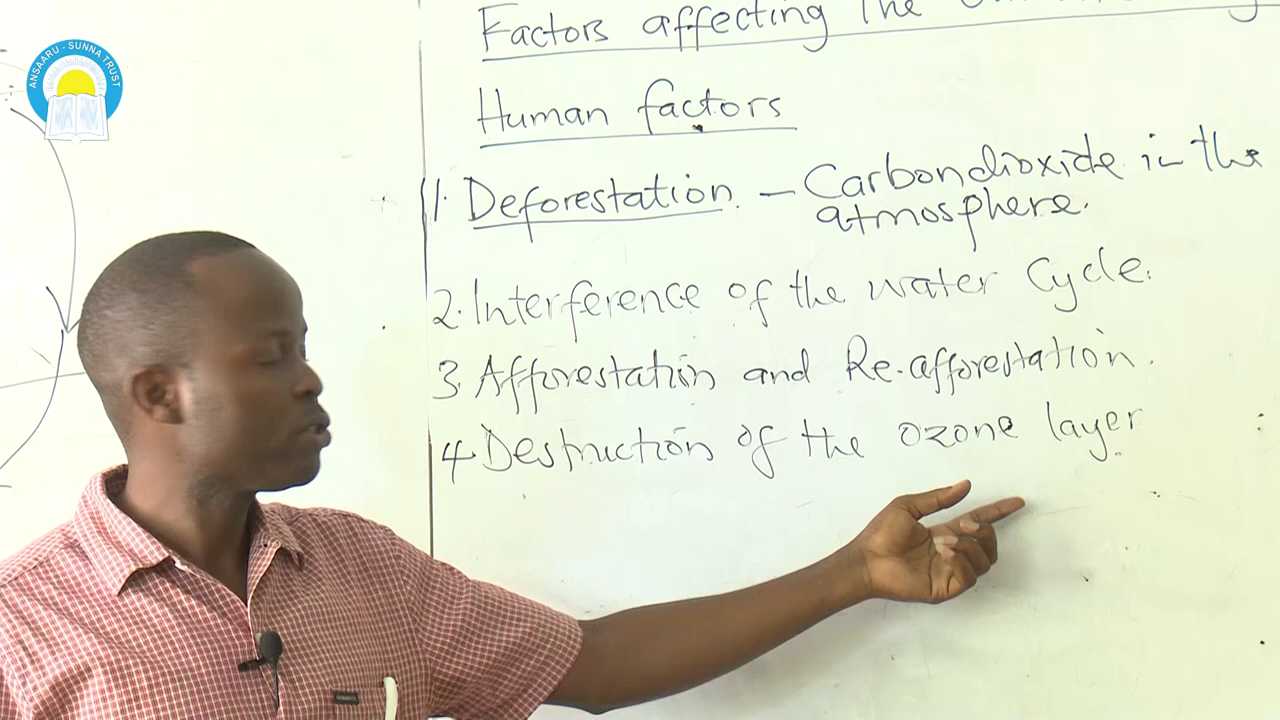 ANSAARU - SUNNA TRUST
Factors affecting The
Human factors
1. Deforestation. – Carbondioxide in the
atmosphere.
2. Interference of the water Cycle.
3. Afforestation and Re-afforestation.
4. Destruction of the ozone layer.